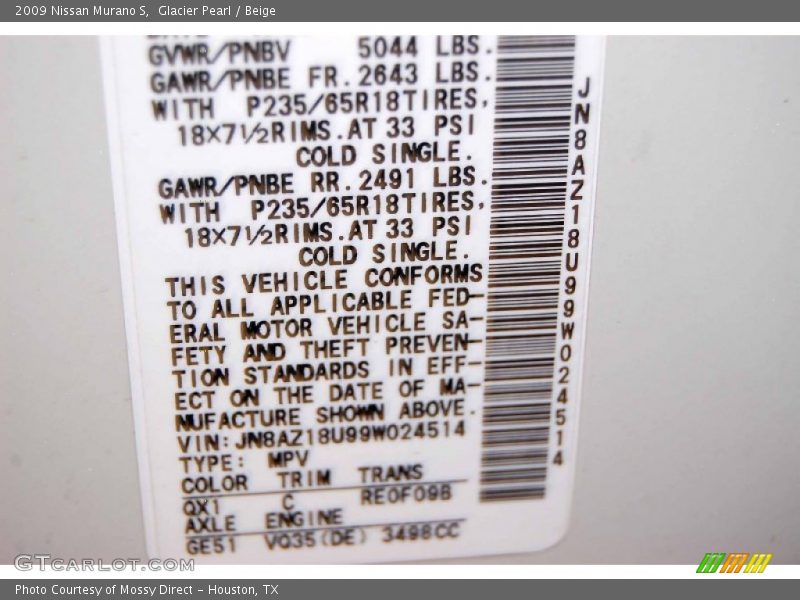 2009 Nissan Murano S, Glacier Pearl / Beige
GVWR/PNBV 5044 LBS.
GAWR/PNBE FR.2643 LBS.
WITH P235/65R18TIRES,
18X7½RIMS.AT 33 PSI
COLD SINGLE.
GAWR/PNBE RR.2491 LBS.
WITH P235/65R18TIRES,
18X7½RIMS.AT 33 PSI
COLD SINGLE.
THIS VEHICLE CONFORMS
TO ALL APPLICABLE FED-
ERAL MOTOR VEHICLE SA-
FETY AND THEFT PREVEN-
TION STANDARDS IN EFF-
ECT ON THE DATE OF MA-
NUFACTURE SHOWN ABOVE.
VIN:JN8AZ18U99W024514
TYPE: MPV
COLOR TRIM TRANS
QX1 C RE0F09B
AXLE ENGINE
GE51 VQ35(DE) 3498CC
JN8AZ18U99W024514
GTcarlot.com
Photo Courtesy of Mossy Direct - Houston, TX